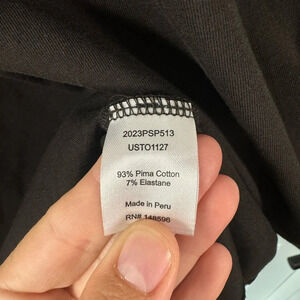 2023PSP513
USTO1127
93% Pima Cotton
7% Elastane
Made in Peru
RN# 148596